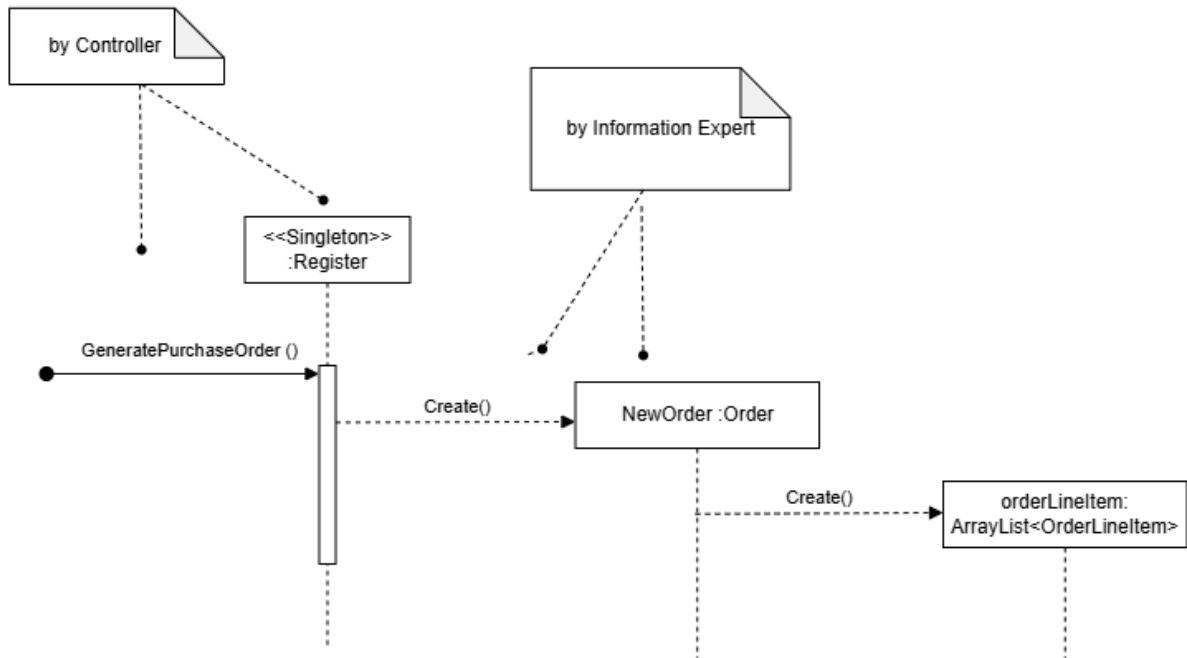 by Controller
by Information Expert
<<Singleton>>
:Register
GeneratePurchaseOrder ()
Create()
NewOrder :Order
Create()
orderLineItem:
ArrayList<OrderLineItem>